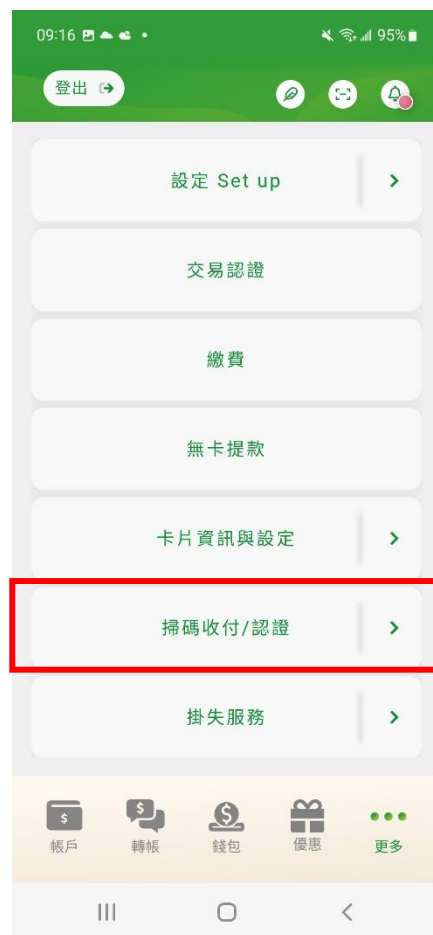 09:16
95%
登出
設定 Set up
交易認證
繳費
無卡提款
卡片資訊與設定
掃碼收付/認證
掛失服務
帳戶
轉帳
錢包
優惠
更多